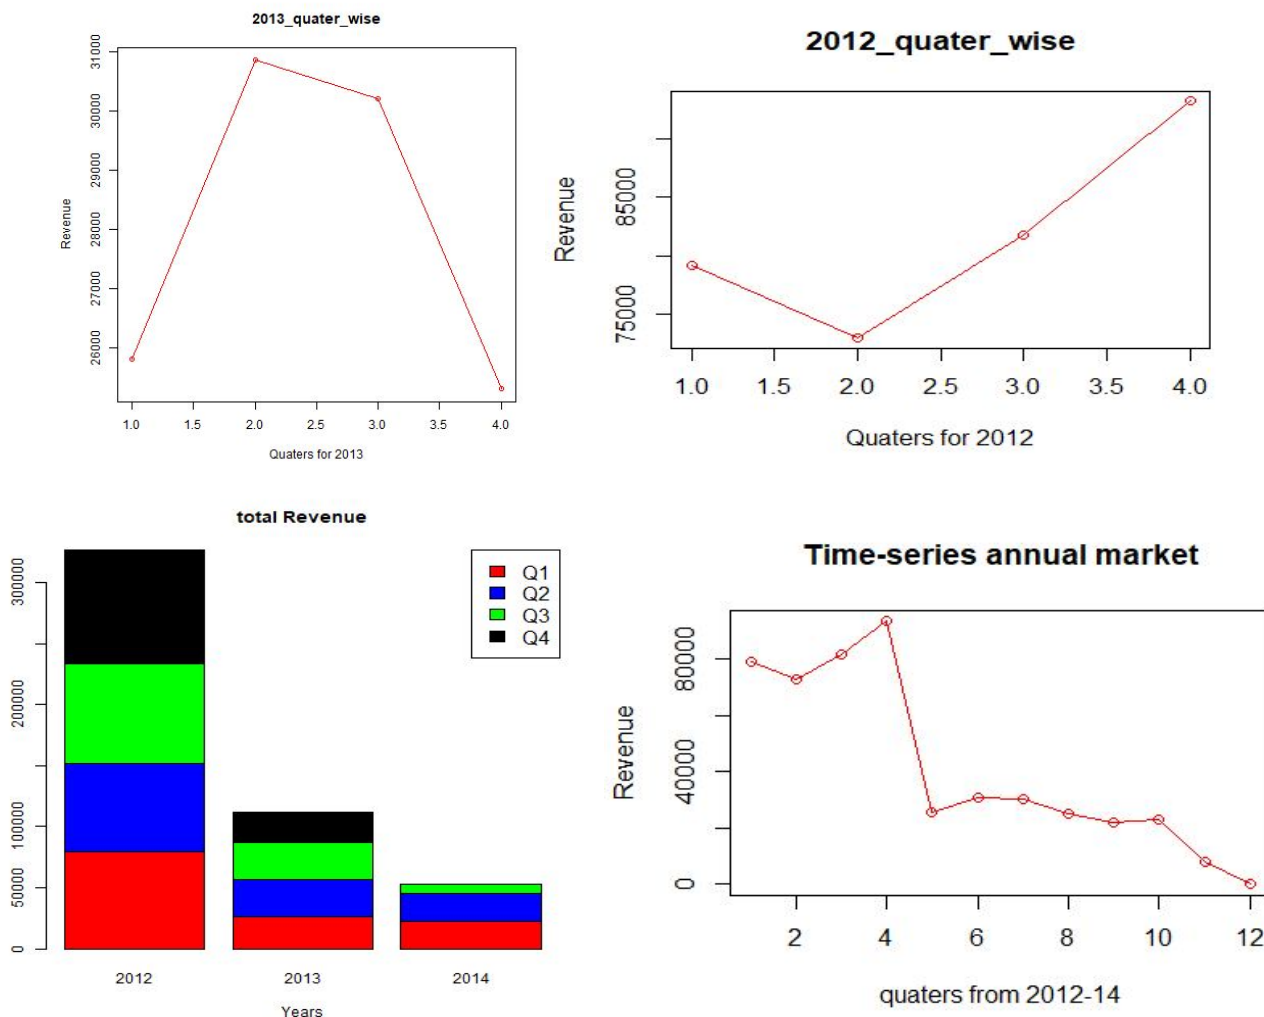 2013_quater_wise
Revenue
31000
30000
29000
28000
27000
26000
1.0 1.5 2.0 2.5 3.0 3.5 4.0
Quaters for 2013
2012_quater_wise
Revenue
85000
75000
1.0 1.5 2.0 2.5 3.0 3.5 4.0
Quaters for 2012
total Revenue
300000
200000
100000
50000
0
Q1
Q2
Q3
Q4
2012 2013 2014
Years
Time-series annual market
Revenue
80000
40000
0
2 4 6 8 10 12
quaters from 2012-14